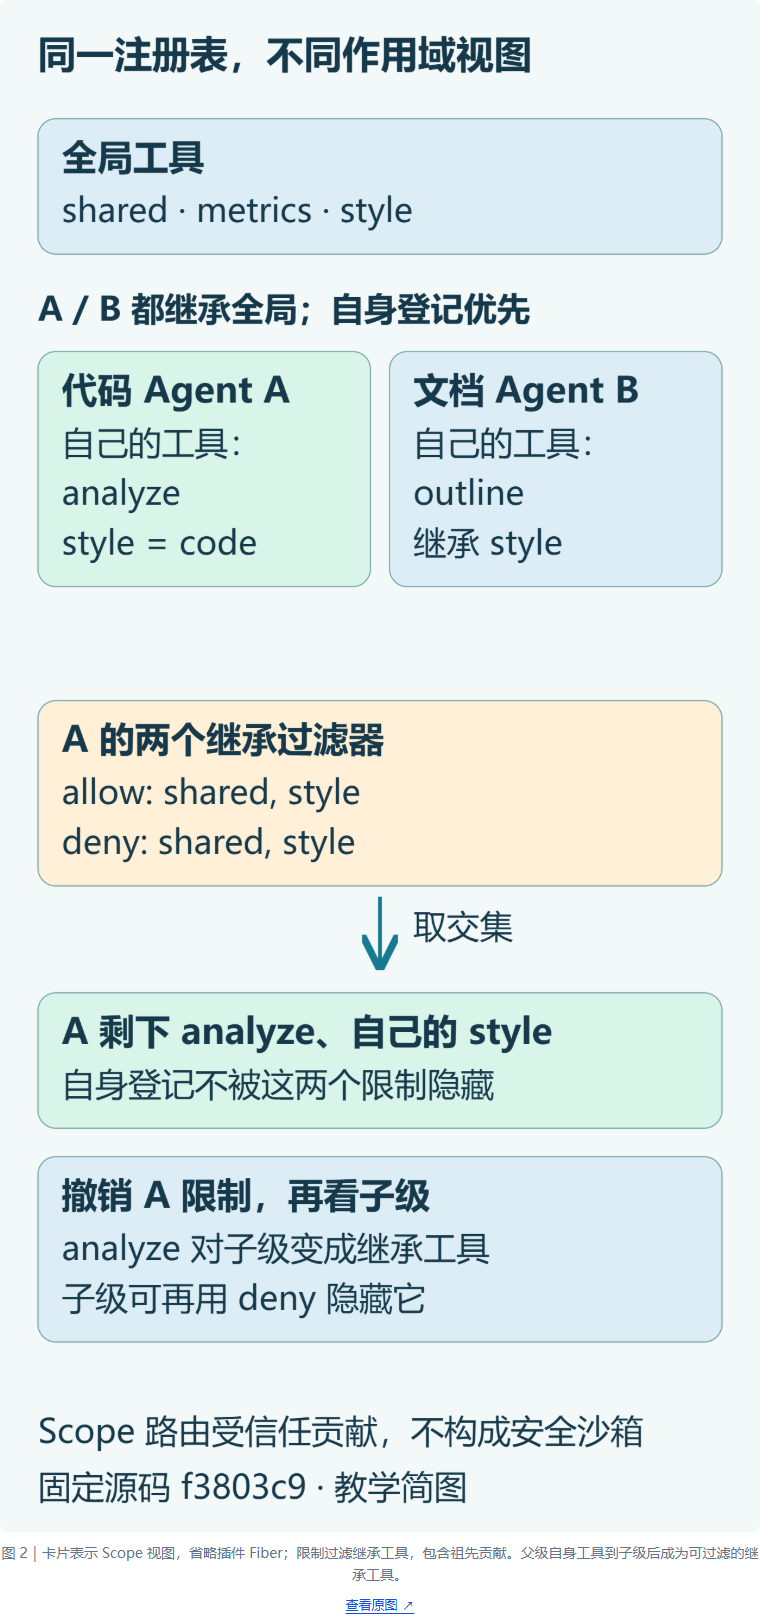 同一注册表，不同作用域视图
全局工具
shared · metrics · style
A / B 都继承全局；自身登记优先
代码 Agent A
自己的工具：
analyze
style = code
文档 Agent B
自己的工具：
outline
继承 style
A 的两个继承过滤器
allow: shared, style
deny: shared, style
取交集
A 剩下 analyze、自己的 style
自身登记不被这两个限制隐藏
撤销 A 限制，再看子级
analyze 对子级变成继承工具
子级可再用 deny 隐藏它
Scope 路由受信任贡献，不构成安全沙箱
固定源码 f3803c9 · 教学简图
图 2｜卡片表示 Scope 视图，省略插件 Fiber；限制过滤继承工具，包含祖先贡献。父级自身工具到子级后成为可过滤的继
承工具。
查看原图 ↗